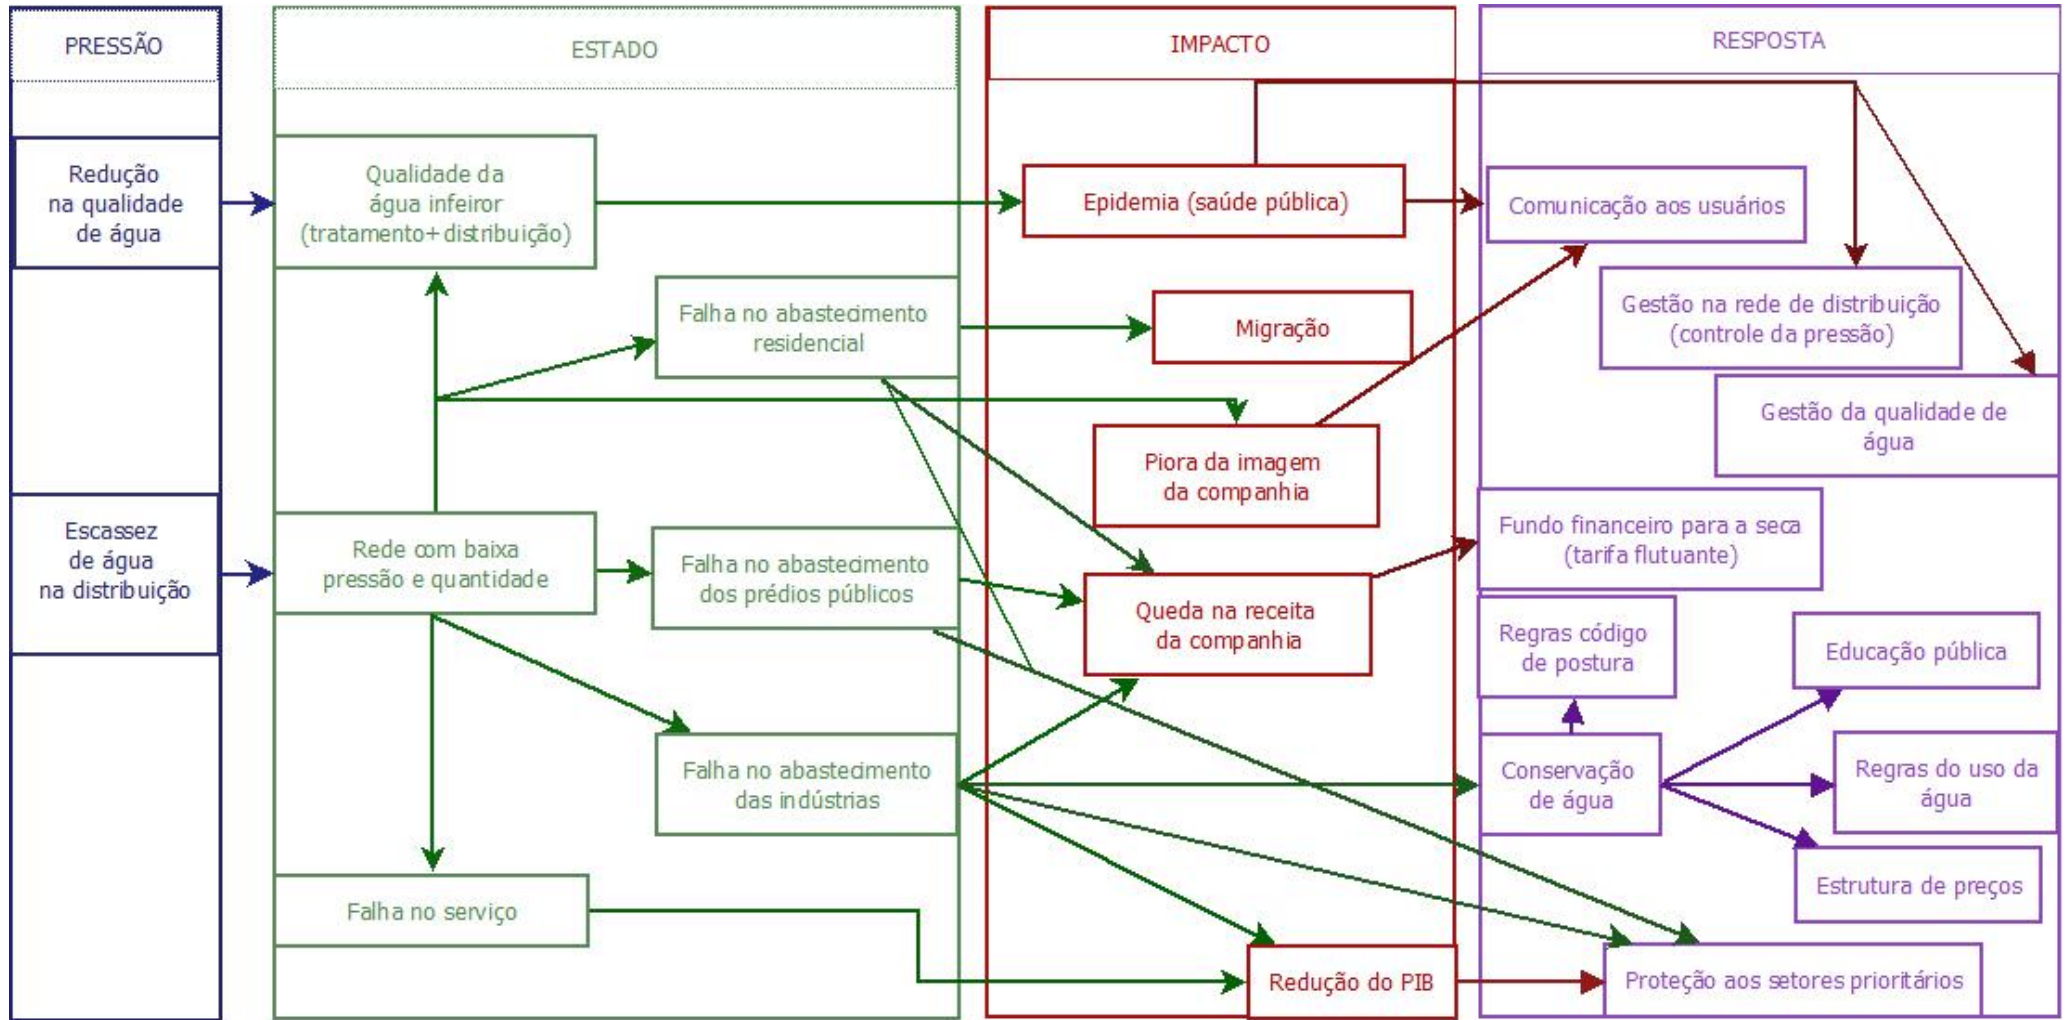 PRESSÃO
Redução
na qualidade
de água
Escassez
de água
na distribuição
ESTADO
Qualidade da
água infeiror
(tratamento+distribuição)
Falha no abastecimento
residencial
Rede com baixa
pressão e quantidade
Falha no abastecimento
dos prédios públicos
Falha no abastecimento
das indústrias
Falha no serviço
IMPACTO
Epidemia (saúde pública)
Migração
Piora da imagem
da companhia
Queda na receita
da companhia
Redução do PIB
RESPOSTA
Comunicação aos usuários
Gestão na rede de distribuição
(controle da pressão)
Gestão da qualidade de
água
Fundo financeiro para a seca
(tarifa flutuante)
Regras código
de postura
Educação pública
Conservação
de água
Regras do uso da
água
Estrutura de preços
Proteção aos setores prioritários